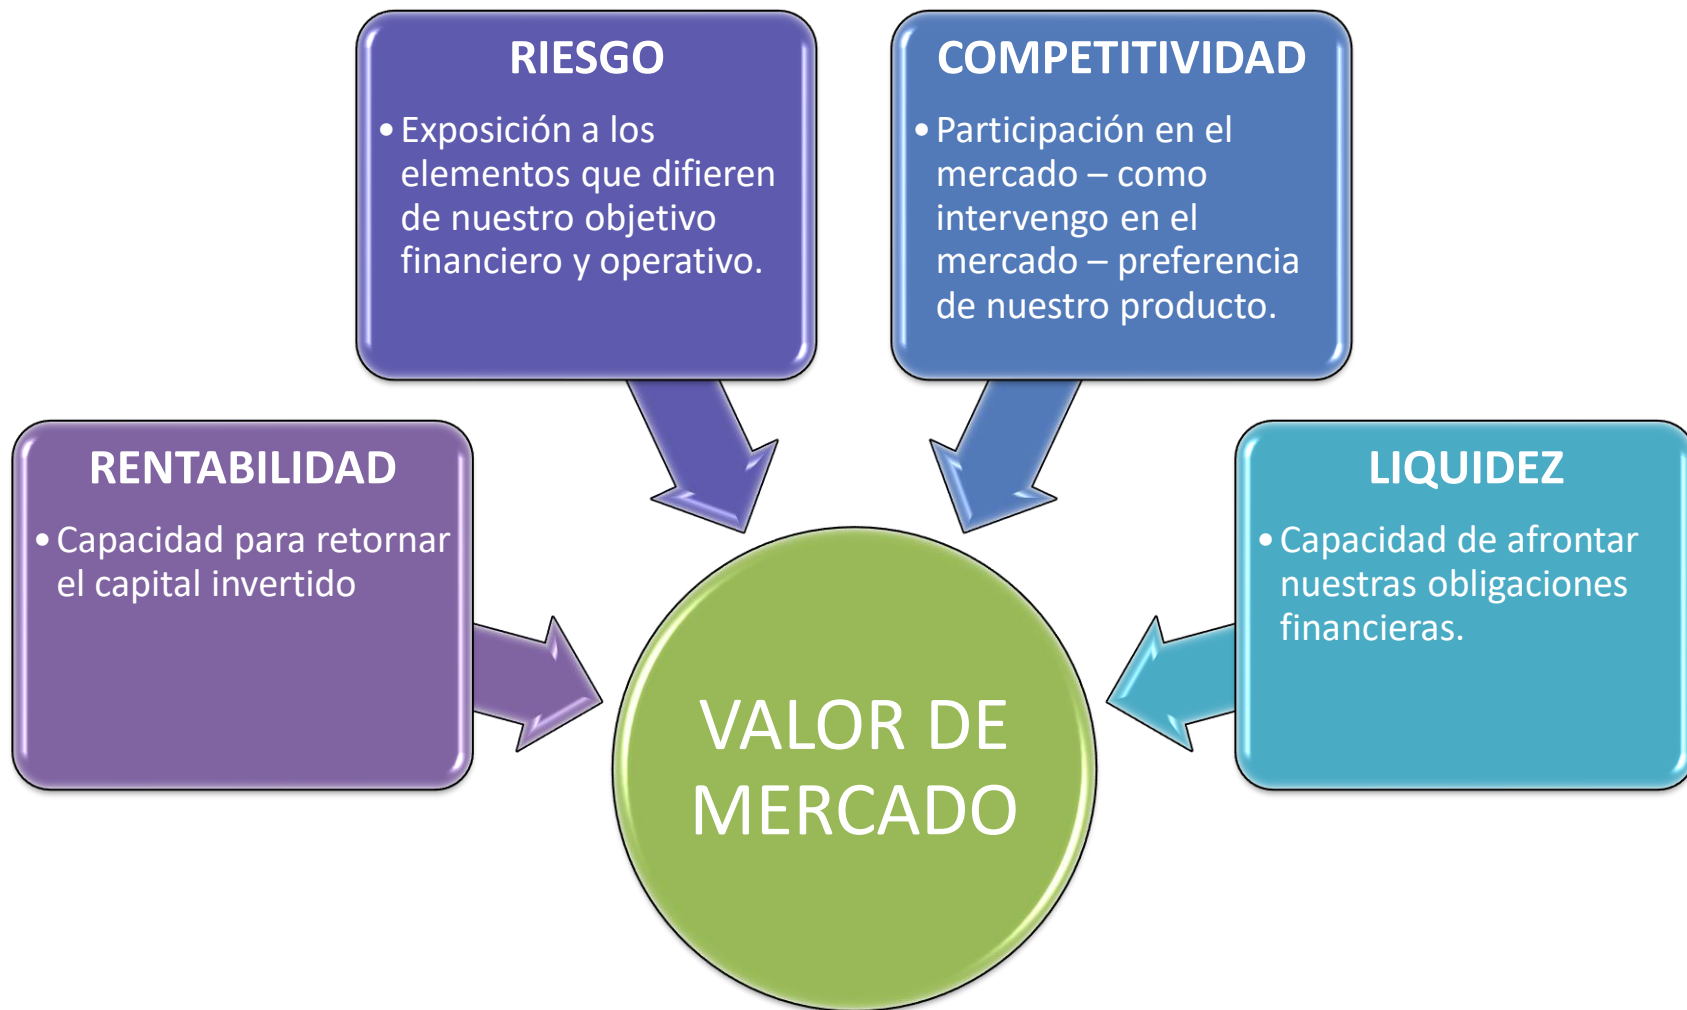 RIESGO
• Exposición a los
elementos que difieren
de nuestro objetivo
financiero y operativo.
COMPETITIVIDAD
• Participación en el
mercado – como
intervengo en el
mercado – preferencia
de nuestro producto.
RENTABILIDAD
• Capacidad para retornar
el capital invertido
LIQUIDEZ
• Capacidad de afrontar
nuestras obligaciones
financieras.
VALOR DE
MERCADO